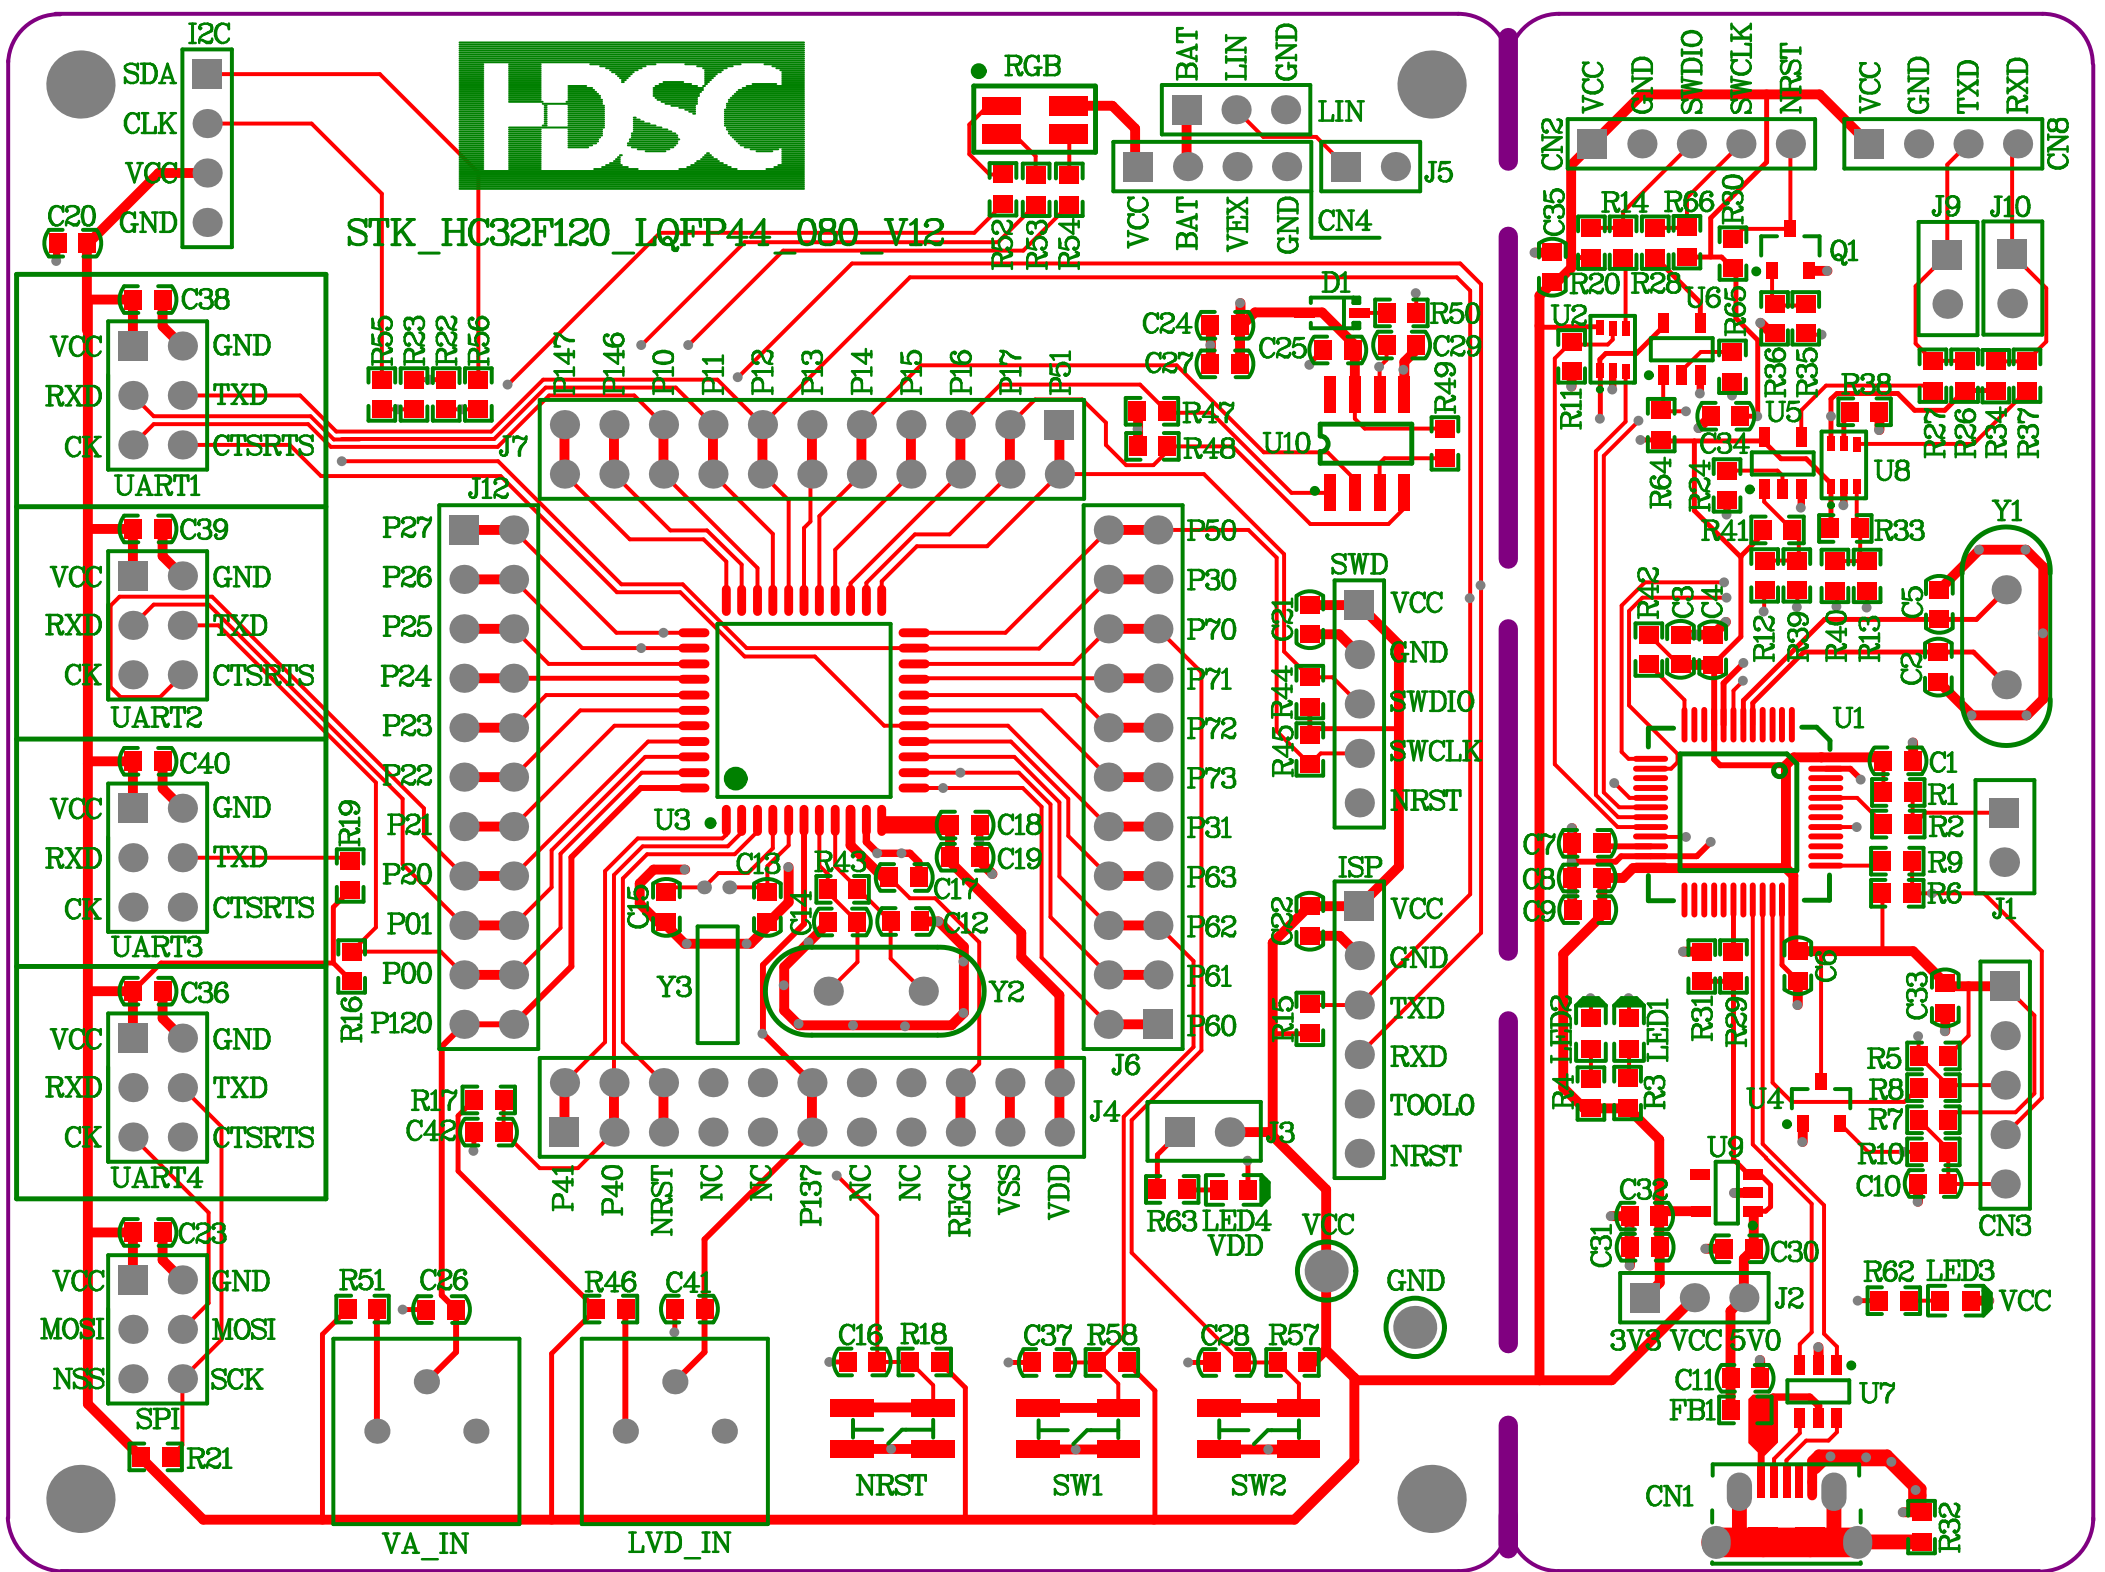 I2C
SDA
CLK
VCC
GND
C20
HDSC
STK_HC32F120_LQFP44_080_V12
RGB
R52
R53
R54
BAT
LIN
GND
LIN
J5
CN4
VCC
BAT
VEX
GND
C38
VCC
GND
RXD
TXD
CK
CTSRTS
UART1
C39
VCC
GND
RXD
TXD
CK
CTSRTS
UART2
C40
VCC
GND
RXD
TXD
CK
CTSRTS
UART3
C36
VCC
GND
RXD
TXD
CK
CTSRTS
UART4
C23
VCC
GND
MOSI
MOSI
NSS
SCK
SPI
R21
R55
R23
R22
R56
R19
R16
P147
P146
P10
P11
P12
P13
P14
P15
P16
P17
P51
J7
J12
P27
P26
P25
P24
P23
P22
P21
P20
P01
P00
P120
P50
P30
P70
P71
P72
P73
P31
P63
P62
P61
P60
J6
U3
C18
C19
C13
R43
C17
C15
C14
C12
Y3
Y2
J4
R17
C42
P41
P40
NRST
NC
NC
P137
NC
NC
REGC
VSS
VDD
R51
C26
VA_IN
R46
C41
LVD_IN
C16
R18
NRST
C37
R58
SW1
C28
R57
SW2
J3
R63
LED4
VDD
VCC
GND
D1
C24
C27
C25
R50
C29
R47
R48
U10
R49
SWD
C21
VCC
GND
R44
SWDIO
R45
SWCLK
NRST
ISP
C22
VCC
GND
R15
TXD
RXD
TOOL0
NRST
VCC
GND
SWDIO
SWCLK
NRST
CN2
VCC
GND
TXD
RXD
CN8
C35
R14
R66
R30
R20
R28
Q1
J9
J10
U2
U6
R65
R36
R35
R11
R38
U5
C34
R64
R24
R27
R26
R34
R37
U8
R41
R33
Y1
R42
C3
C4
R12
R39
R40
R13
C5
C2
U1
C1
R1
R2
R9
R6
J1
C7
C8
C9
C6
R31
R29
C33
LED2
LED1
R4
R3
U4
R5
R8
R7
R10
C10
CN3
U9
C32
C31
C30
J2
3V3 VCC 5V0
R62
LED3
VCC
C11
FB1
U7
CN1
R32